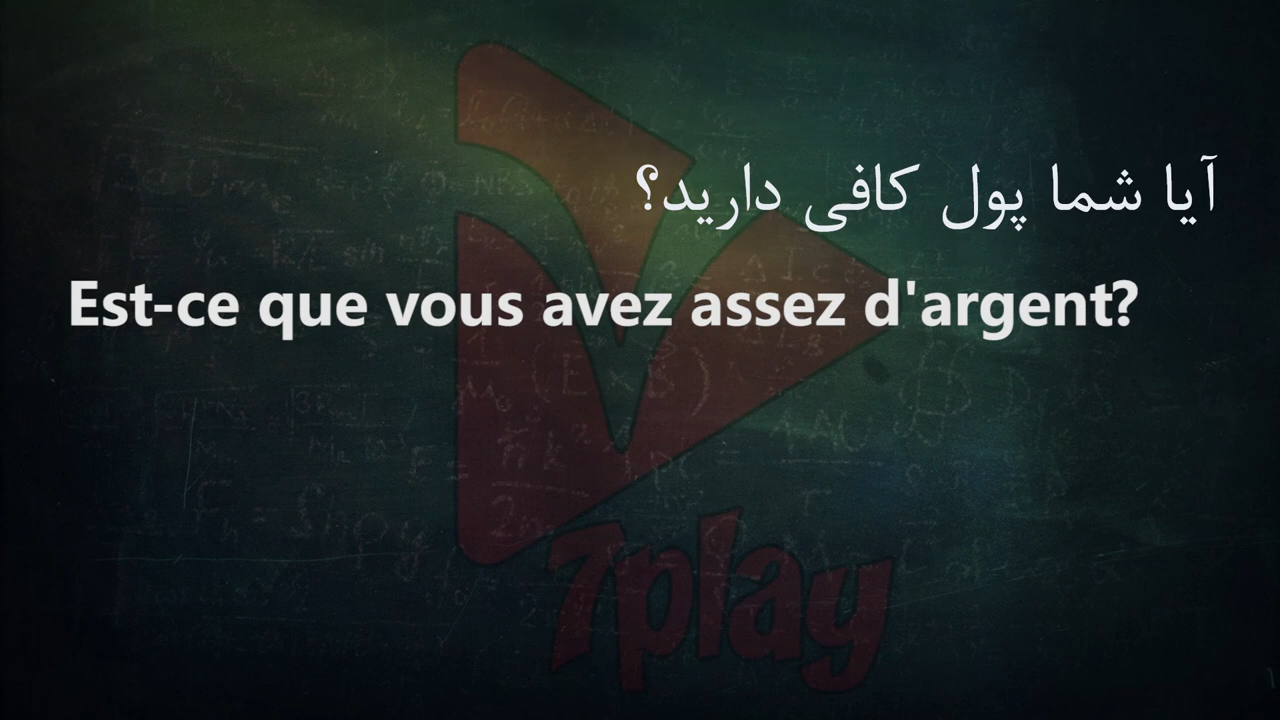 آیا شما پول کافی دارید؟
Est-ce que vous avez assez d'argent?
7play